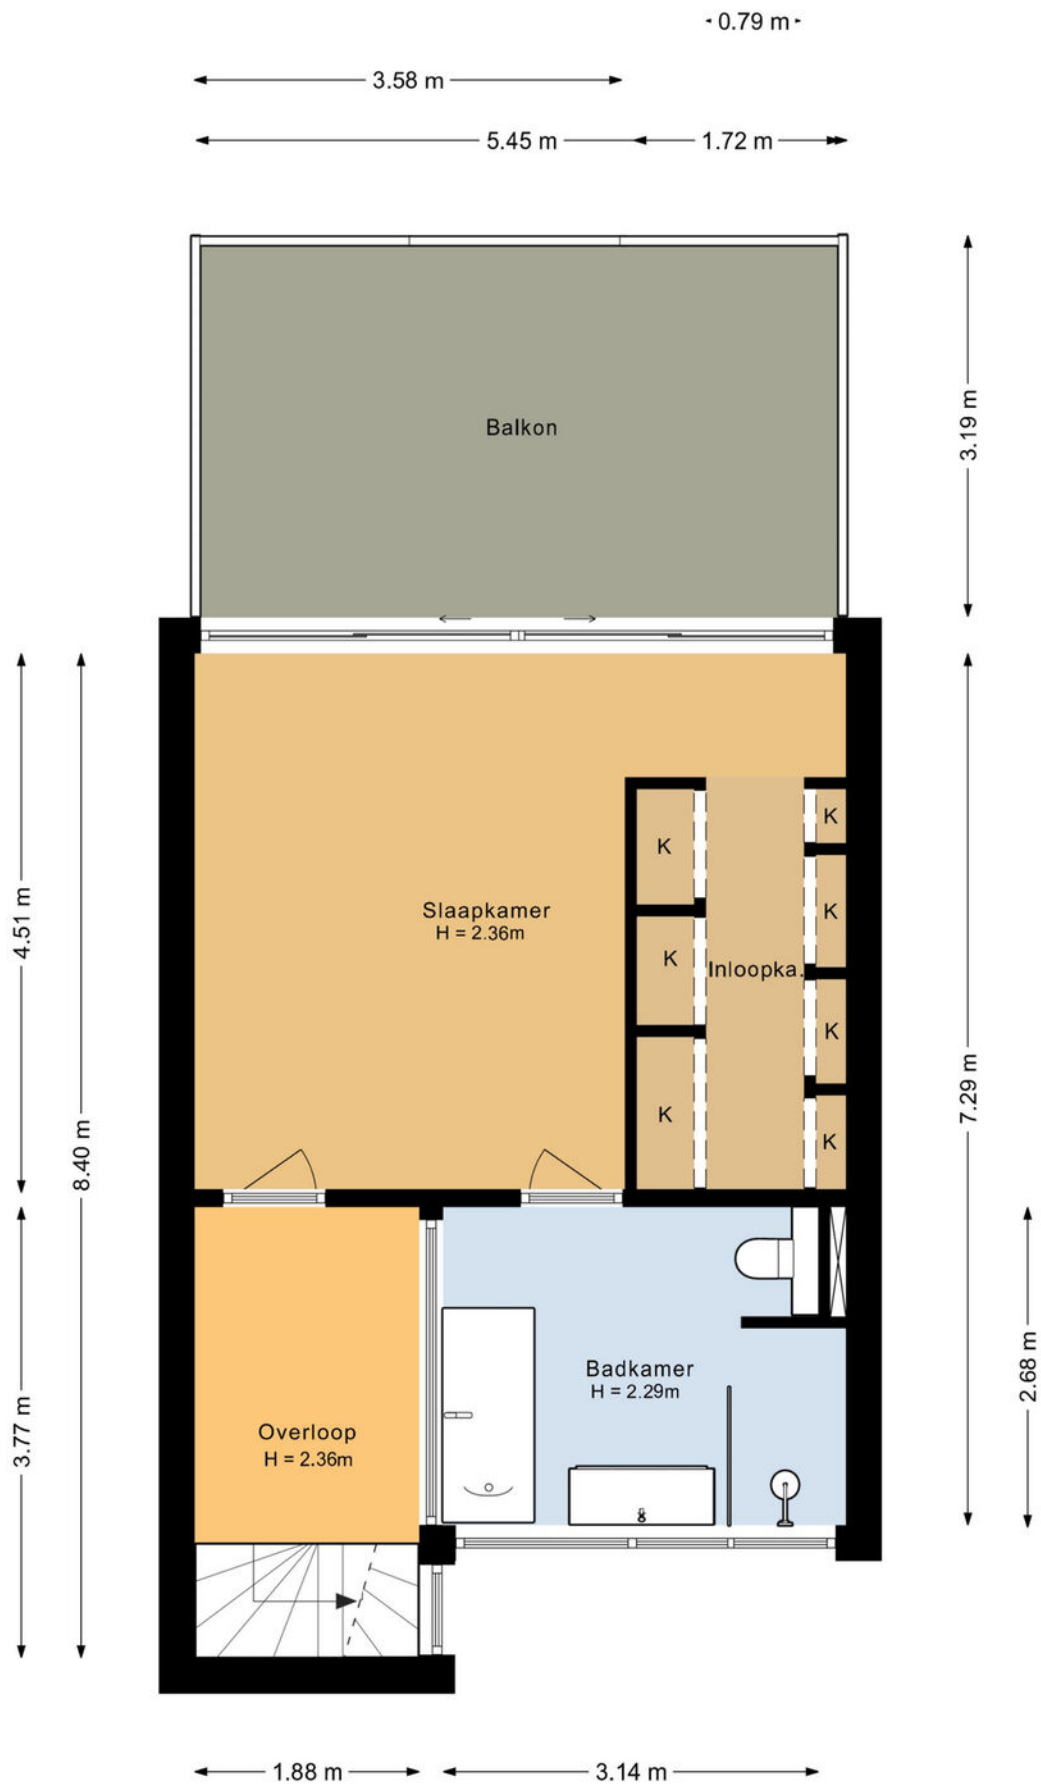 0.79 m
3.58 m
5.45 m
1.72 m
Balkon
3.19 m
Slaapkamer
H = 2.36m
K
K
K
Inloopka.
K
K
K
K
4.51 m
8.40 m
7.29 m
Badkamer
H = 2.29m
Overloop
H = 2.36m
3.77 m
2.68 m
1.88 m
3.14 m